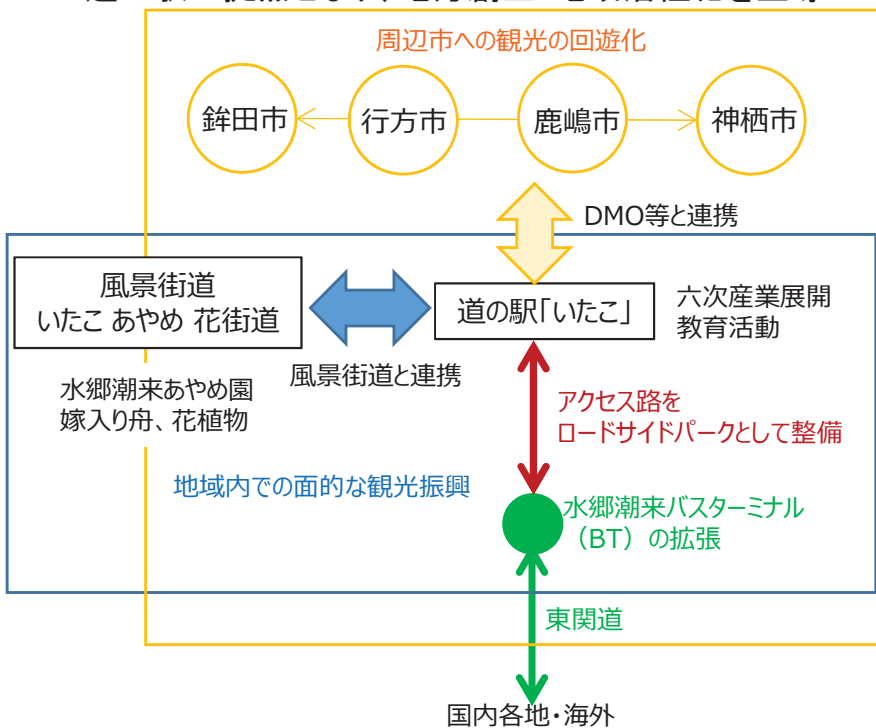 周辺市への観光の回遊化
鉾田市
行方市
鹿嶋市
神栖市
DMO等と連携
風景街道
いたこ あやめ 花街道
道の駅「いたこ」
六次産業展開
教育活動
風景街道と連携
水郷潮来あやめ園
嫁入り舟、花植物
アクセス路を
ロードサイドパークとして整備
地域内での面的な観光振興
水郷潮来バスターミナル
（BT）の拡張
東関道
国内各地・海外